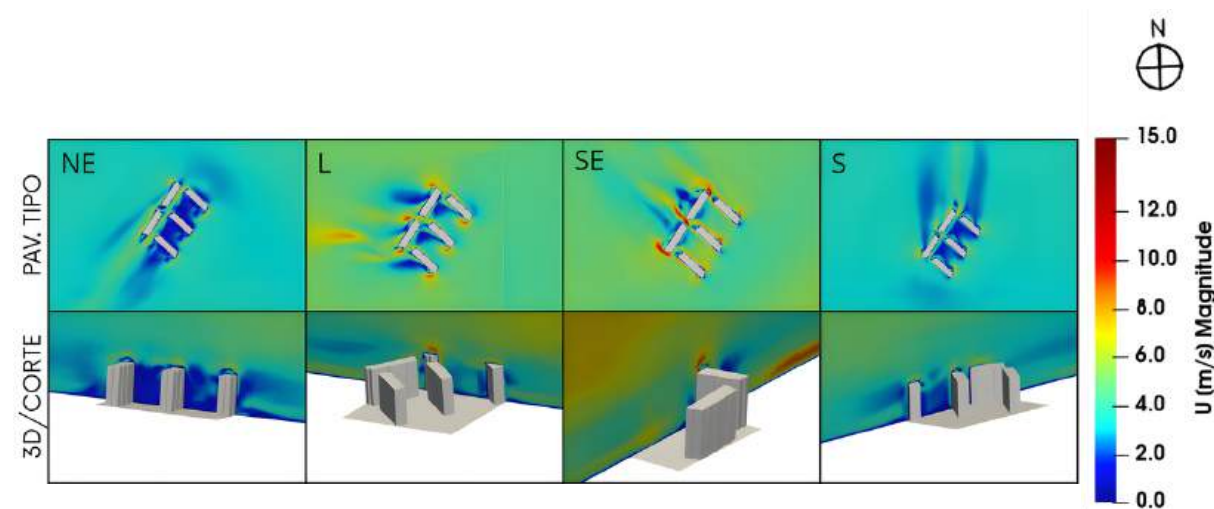 N
NE
L
SE
S
PAV. TIPO
3D/CORTE
15.0
12.0
10.0
8.0
6.0
4.0
2.0
0.0
U (m/s) Magnitude